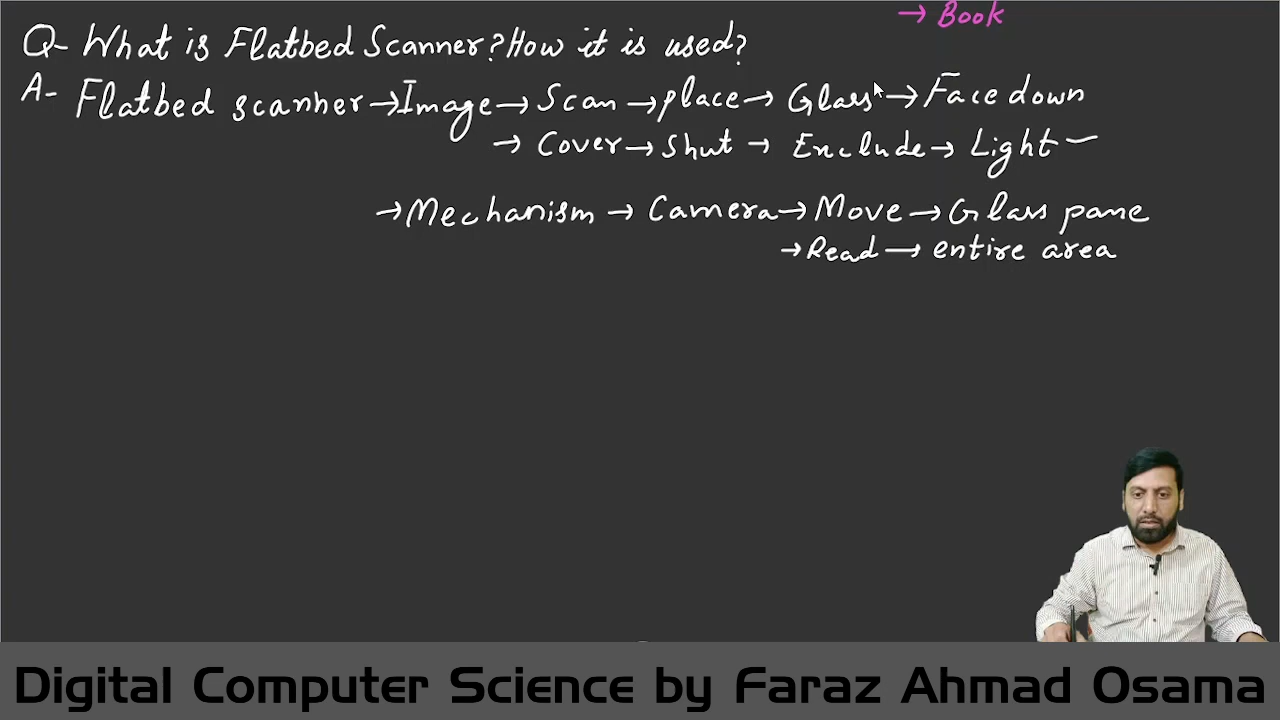 → Book
Q- What is Flatbed Scanner? How it is used?
A- Flatbed scanner → Image → Scan → place → Glass → Face down
→ Cover → Shut → Exclude → Light
→ Mechanism → Camera → Move → Glass pane
→ Read → entire area
Digital Computer Science by Faraz Ahmad Osama